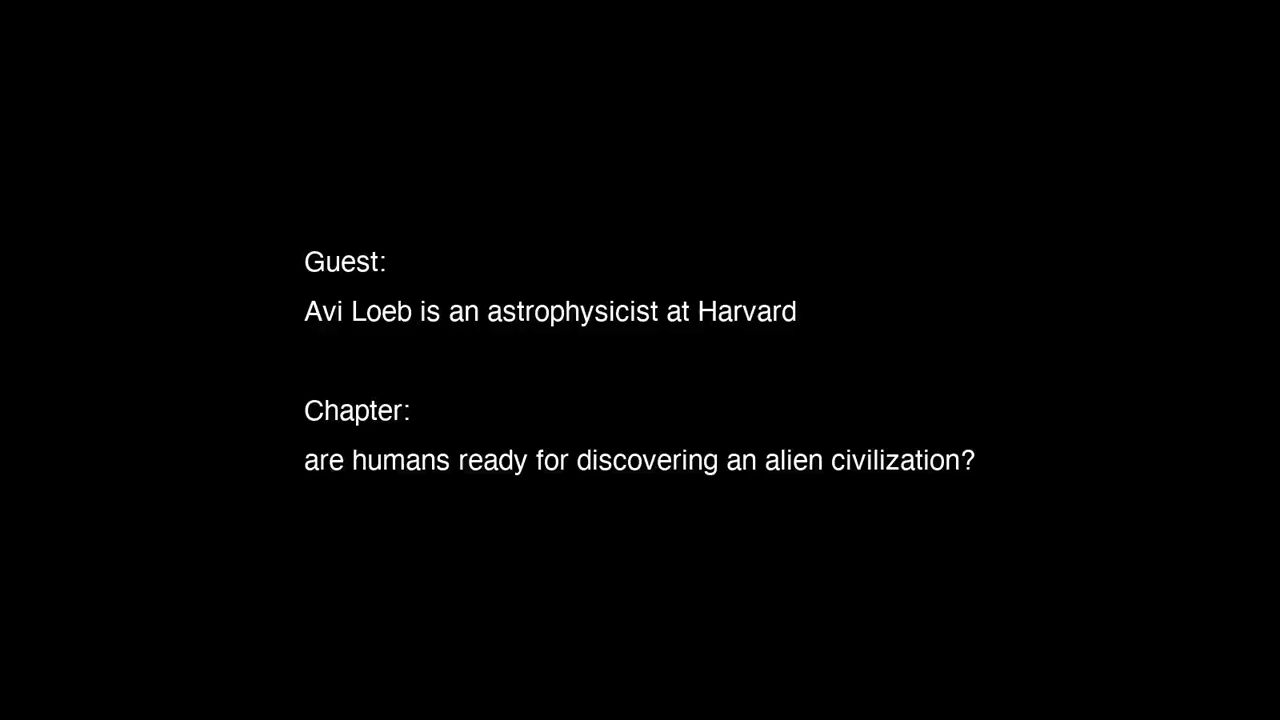 Guest:
Avi Loeb is an astrophysicist at Harvard
Chapter:
are humans ready for discovering an alien civilization?